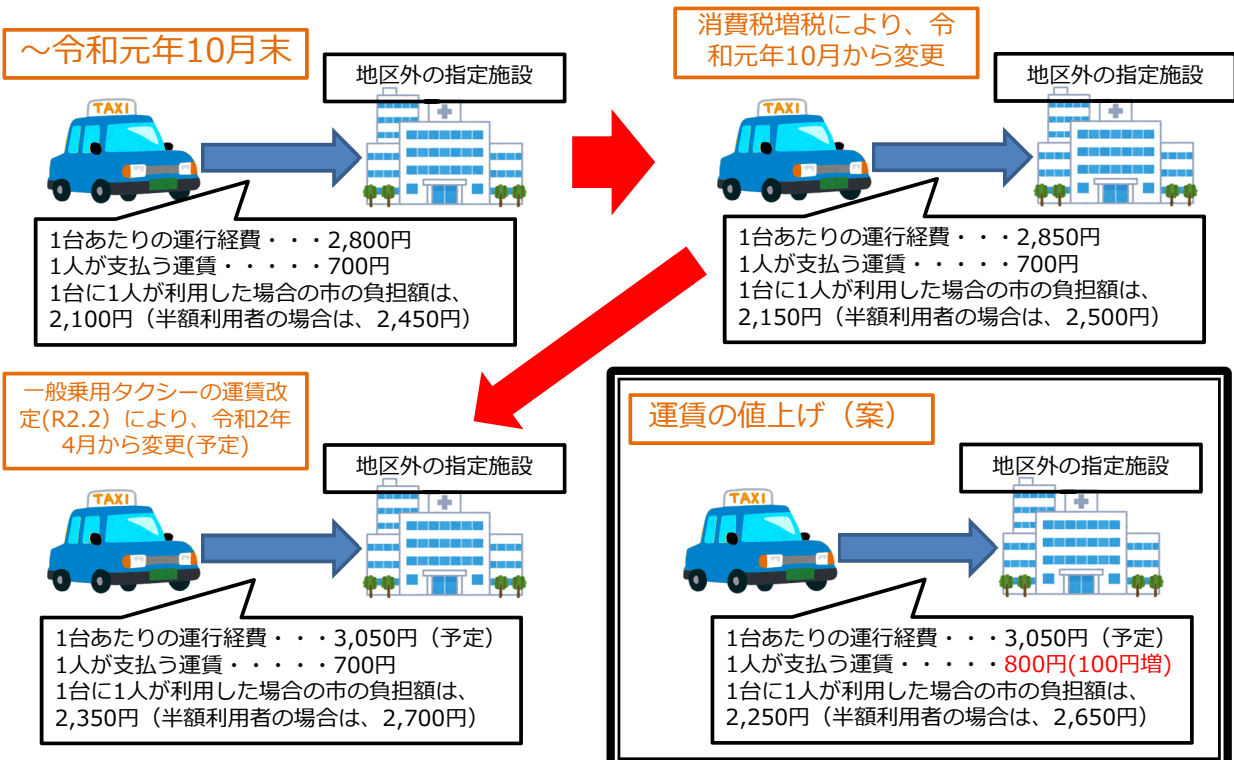 ～令和元年10月末
地区外の指定施設
TAXI
1台あたりの運行経費・・・2,800円
1人が支払う運賃・・・・・700円
1台に1人が利用した場合の市の負担額は、
2,100円（半額利用者の場合は、2,450円）
消費税増税により、令
和元年10月から変更
地区外の指定施設
TAXI
1台あたりの運行経費・・・2,850円
1人が支払う運賃・・・・・700円
1台に1人が利用した場合の市の負担額は、
2,150円（半額利用者の場合は、2,500円）
一般乗用タクシーの運賃改
定(R2.2）により、令和2年
4月から変更(予定)
地区外の指定施設
TAXI
1台あたりの運行経費・・・3,050円（予定）
1人が支払う運賃・・・・・700円
1台に1人が利用した場合の市の負担額は、
2,350円（半額利用者の場合は、2,700円）
運賃の値上げ（案）
地区外の指定施設
TAXI
1台あたりの運行経費・・・3,050円（予定）
1人が支払う運賃・・・・・800円(100円増)
1台に1人が利用した場合の市の負担額は、
2,250円（半額利用者の場合は、2,650円）